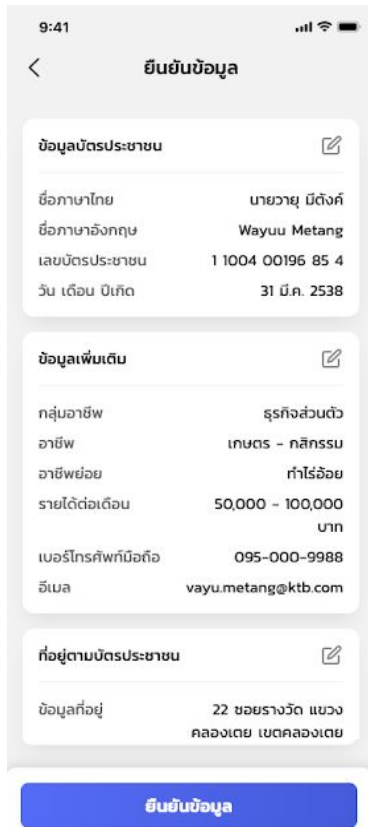 9:41
ยืนยันข้อมูล
ข้อมูลบัตรประชาชน
ชื่อภาษาไทย นายวายุ มีตังค์
ชื่อภาษาอังกฤษ Wayuu Metang
เลขบัตรประชาชน 1 1004 00196 85 4
วัน เดือน ปีเกิด 31 มี.ค. 2538
ข้อมูลเพิ่มเติม
กลุ่มอาชีพ ธุรกิจส่วนตัว
อาชีพ เกษตร - กสิกรรม
อาชีพย่อย ทำไร่อ้อย
รายได้ต่อเดือน 50,000 - 100,000
บาท
เบอร์โทรศัพท์มือถือ 095-000-9988
อีเมล vayu.metang@ktb.com
ที่อยู่ตามบัตรประชาชน
ข้อมูลที่อยู่ 22 ซอยรางวัด แขวง
คลองเตย เขตคลองเตย
ยืนยันข้อมูล